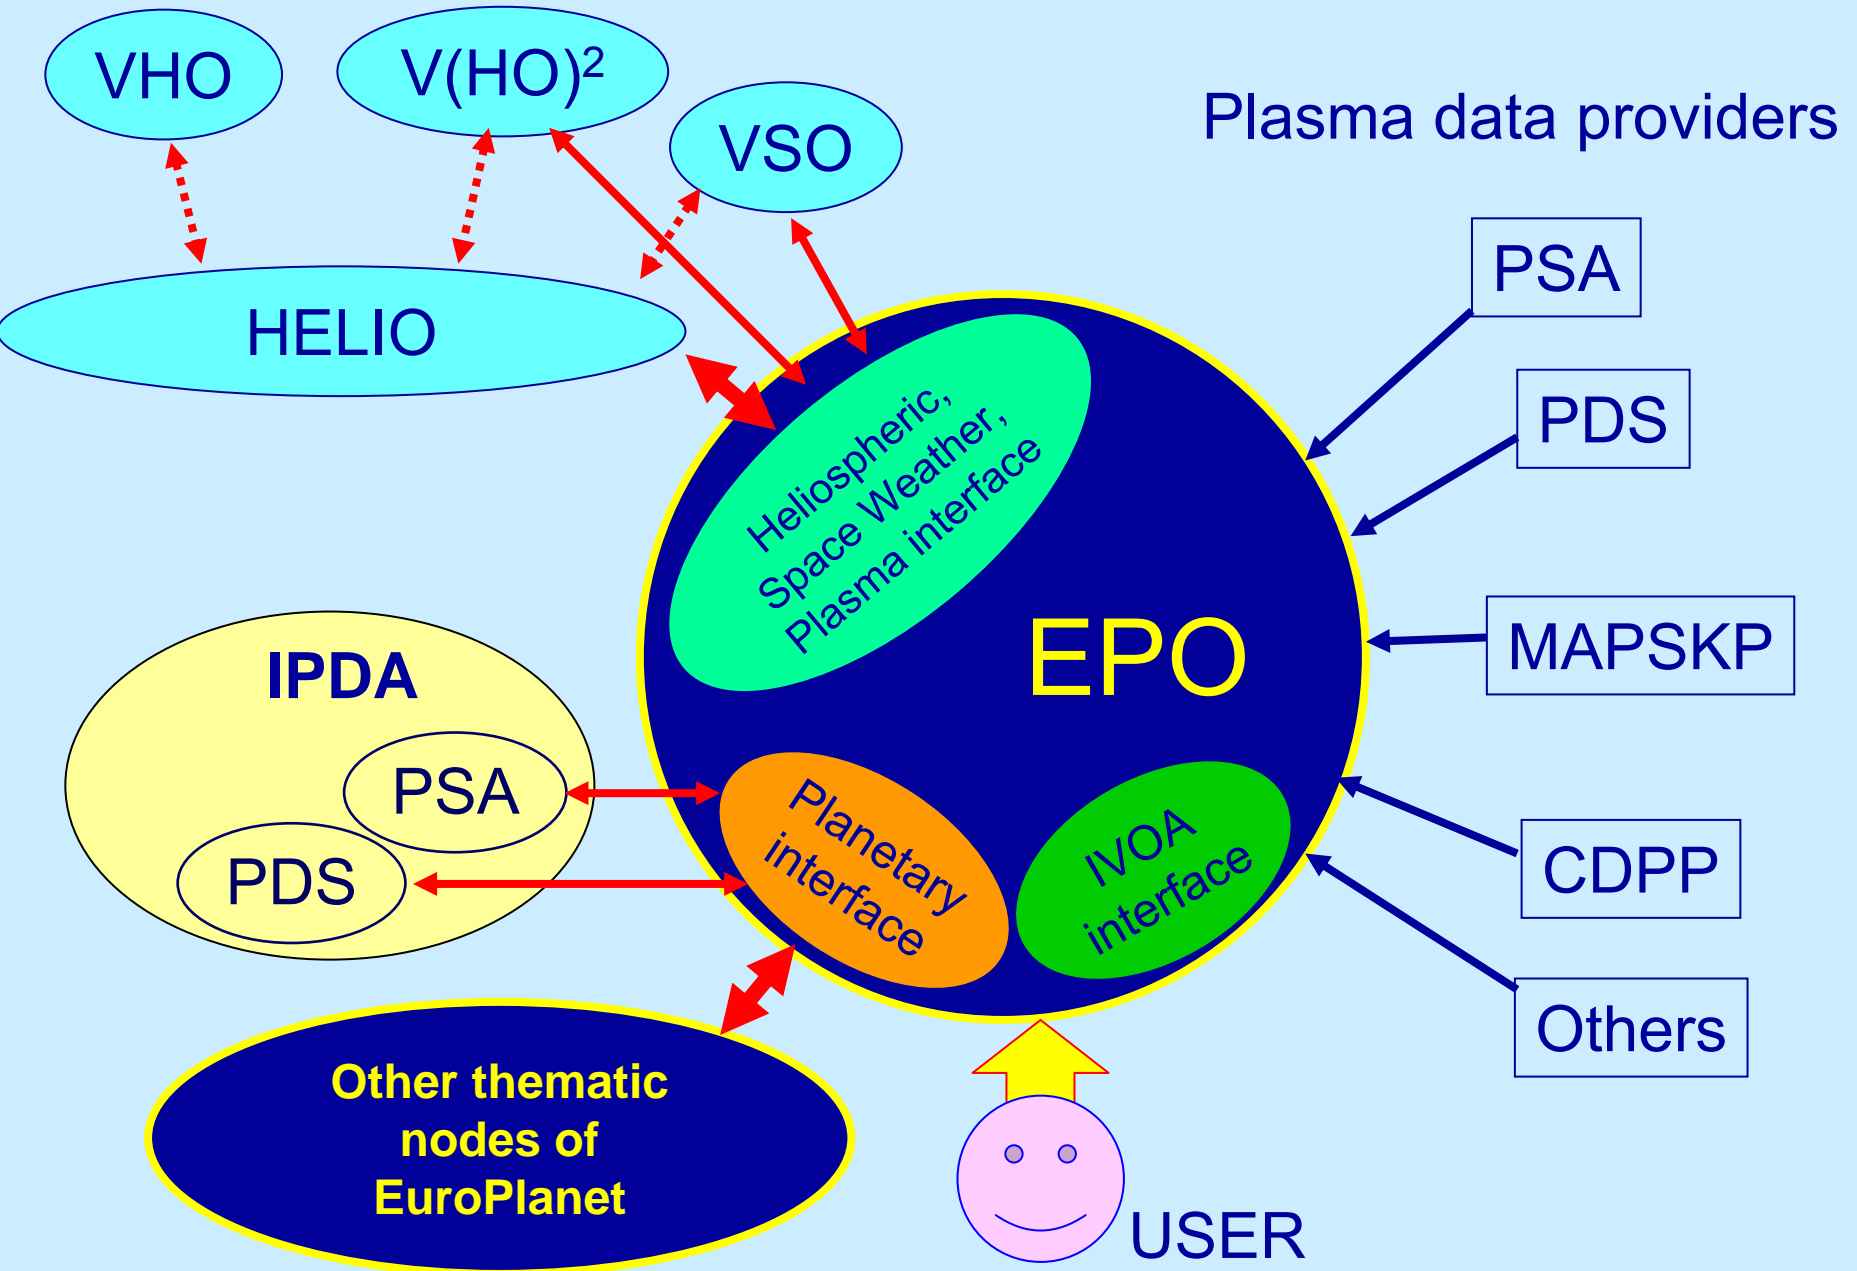 VHO
V(HO)²
VSO
Plasma data providers
HELIO
PSA
PDS
MAPSKP
CDPP
Others
Heliospheric,
Space Weather,
Plasma interface
EPO
IPDA
PSA
PDS
Planetary
interface
IVOA
interface
Other thematic
nodes of
EuroPlanet
USER